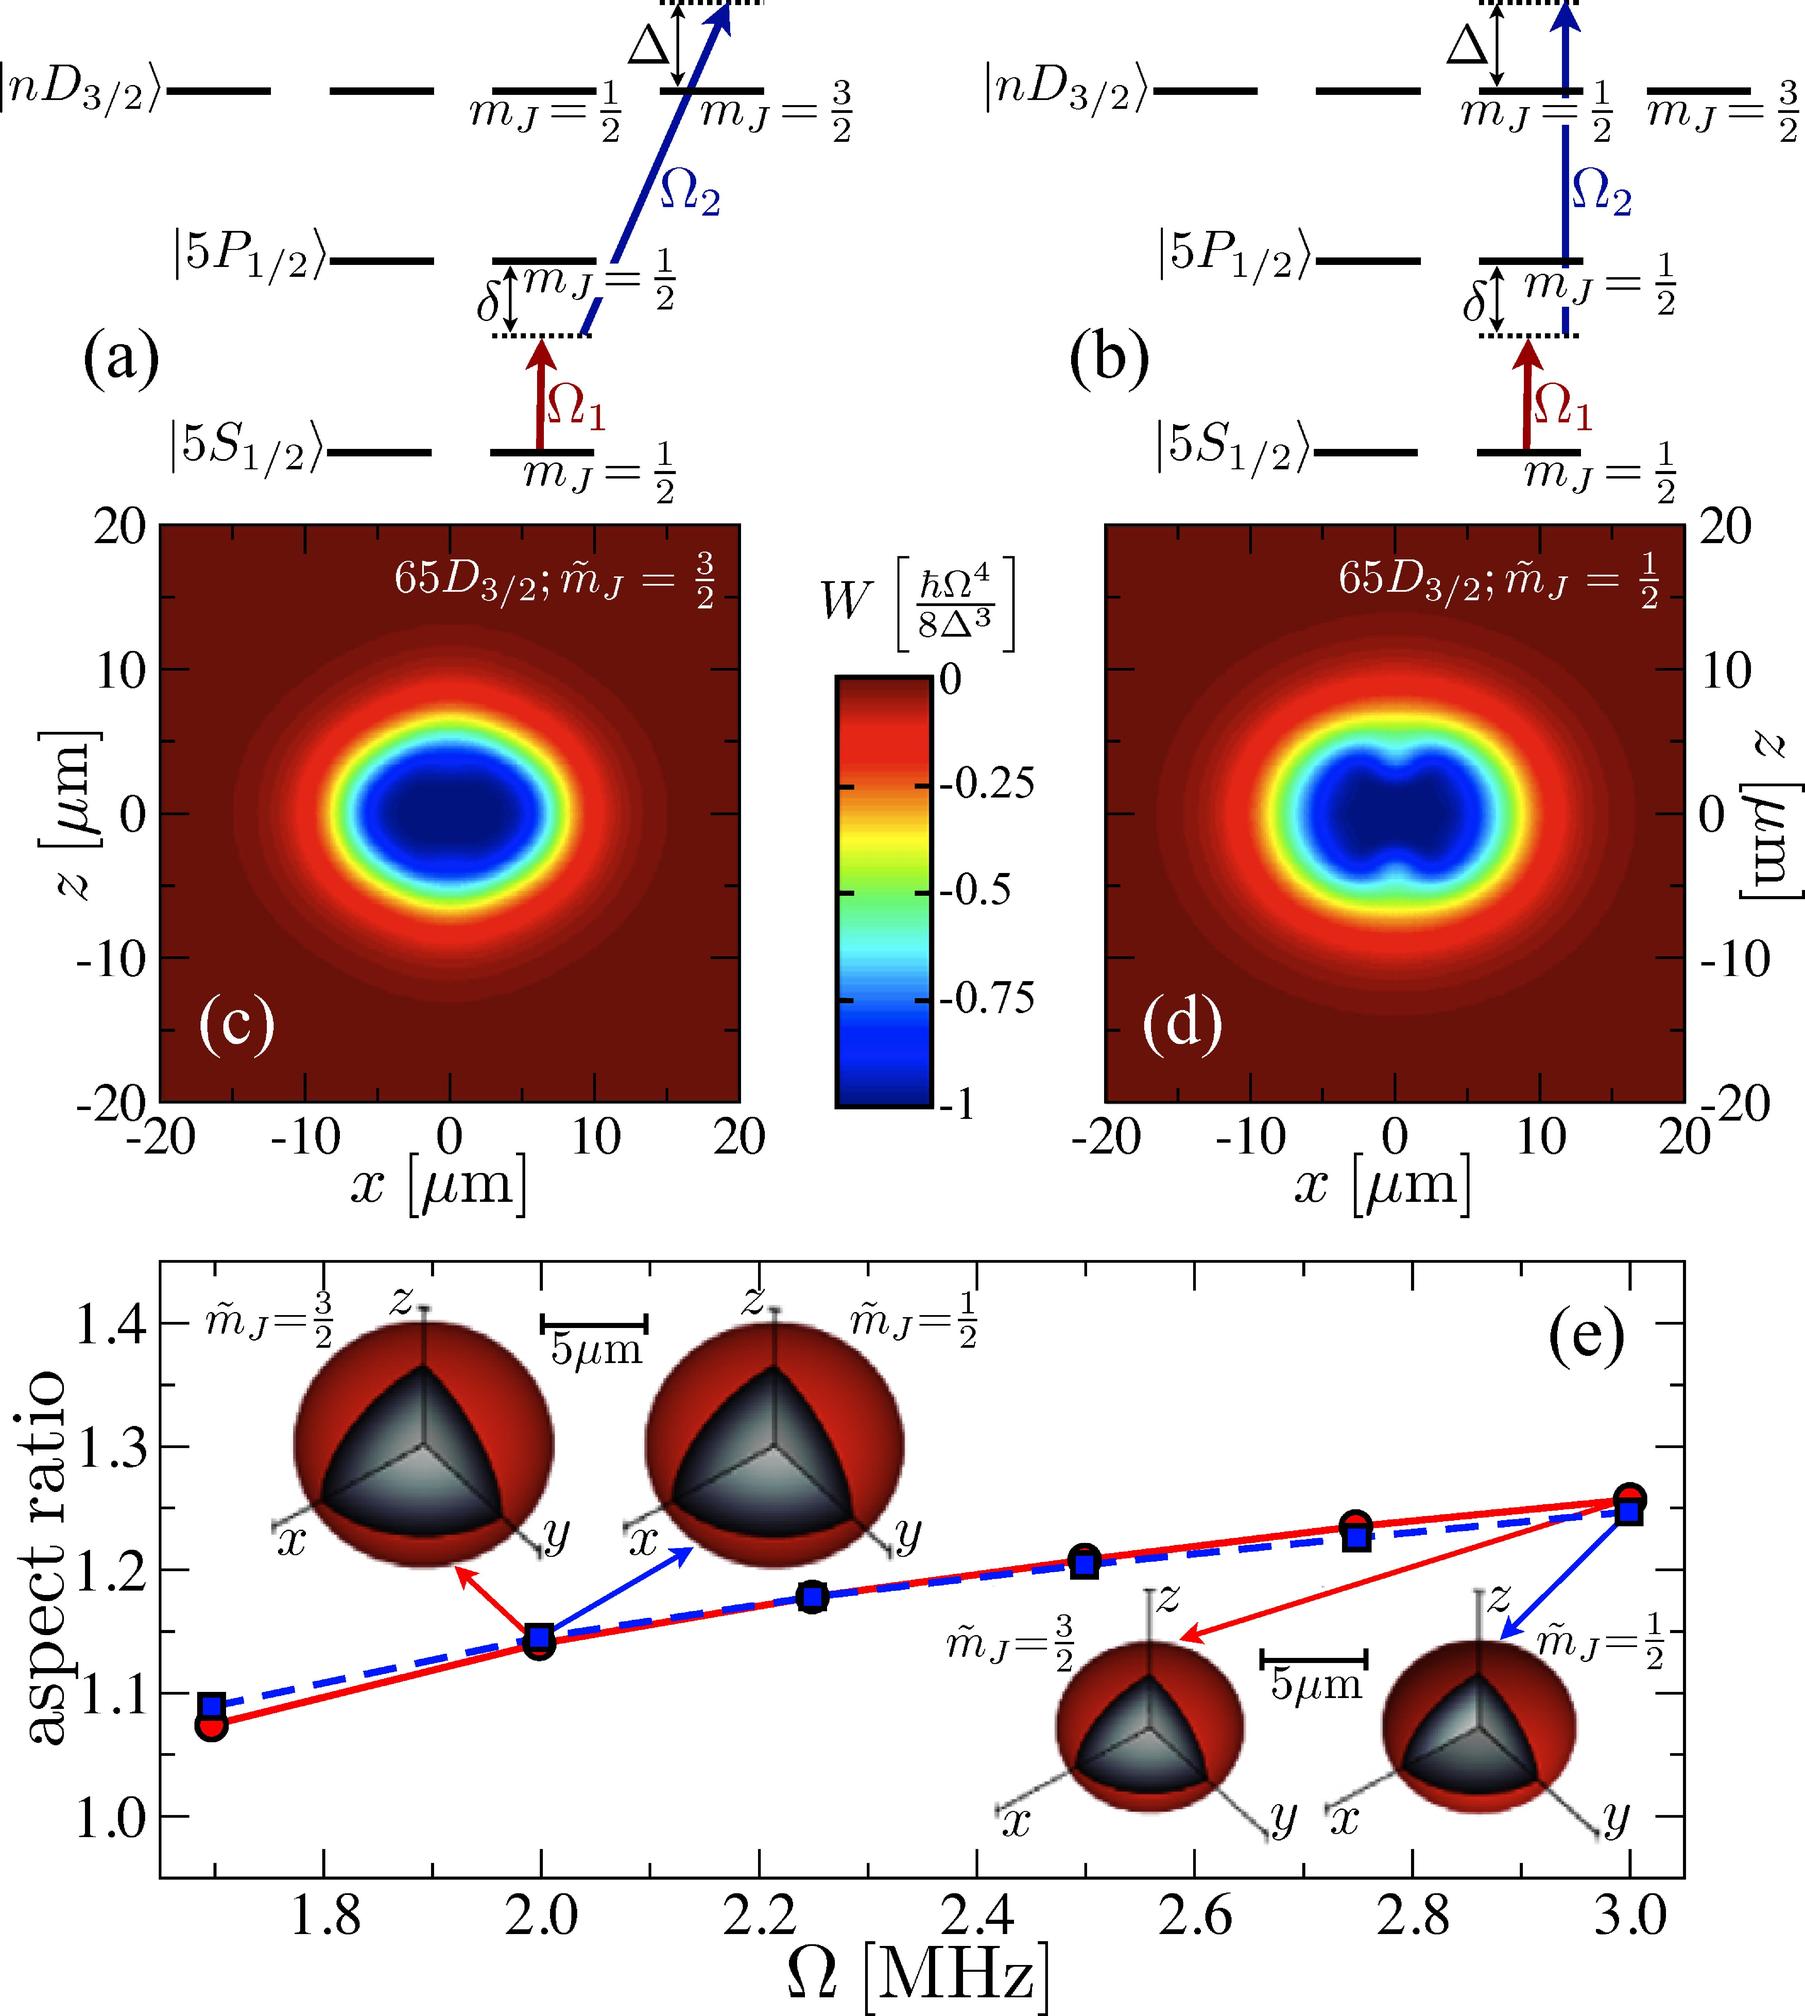 Δ Δ
|nD3/2⟩ mJ = 1/2 mJ = 3/2 |nD3/2⟩ mJ = 1/2 mJ = 3/2
Ω2 Ω2
|5P1/2⟩ mJ = 1/2 |5P1/2⟩ mJ = 1/2
δ δ
(a) (b)
Ω1 Ω1
|5S1/2⟩ mJ = 1/2 |5S1/2⟩ mJ = 1/2
20
10
0
-10
-20
z [μm]
65D3/2; m̃J = 3/2
(c)
-20 -10 0 10 20
x [μm]
W [ħΩ⁴/8Δ³]
0
-0.25
-0.5
-0.75
-1
65D3/2; m̃J = 1/2
(d)
20
10
0
-10
-20
z [μm]
-20 -10 0 10 20
x [μm]
aspect ratio
1.4
1.3
1.2
1.1
1.0
m̃J=3/2 z z m̃J=1/2
5μm
(e)
x y x y
m̃J=3/2 z z m̃J=1/2
5μm
x y x y
1.8 2.0 2.2 2.4 2.6 2.8 3.0
Ω [MHz]